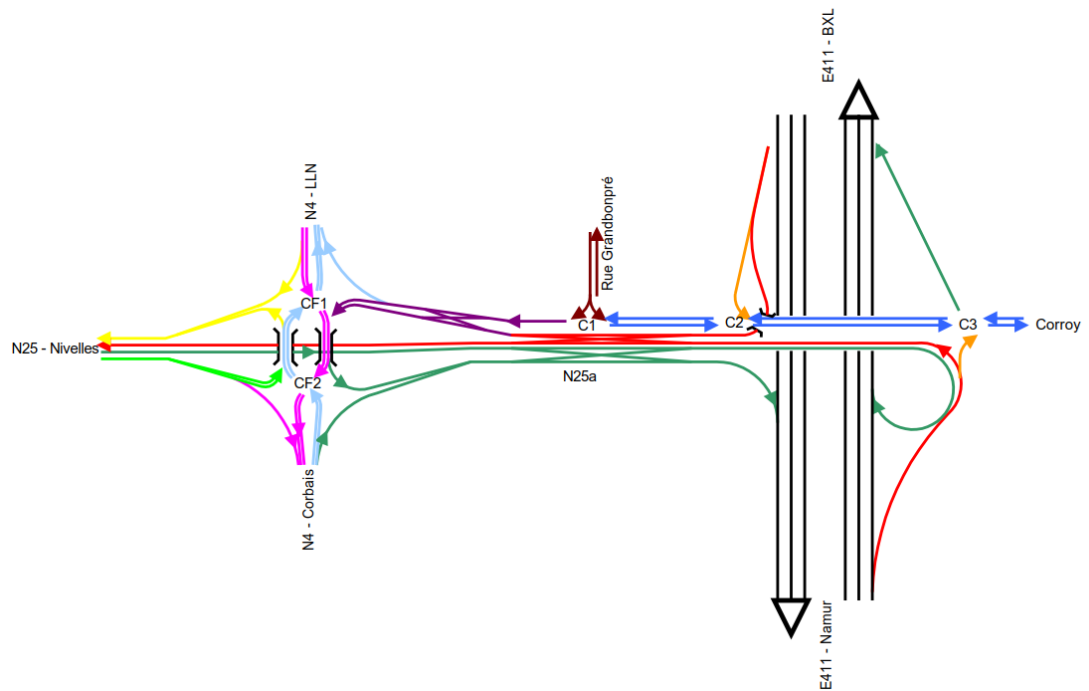 E411 - BXL
N4 - LLN
Rue Grandbonpré
CF1
C1
C2
C3
Corroy
N25 - Nivelles
N25a
CF2
N4 - Corbais
E411 - Namur